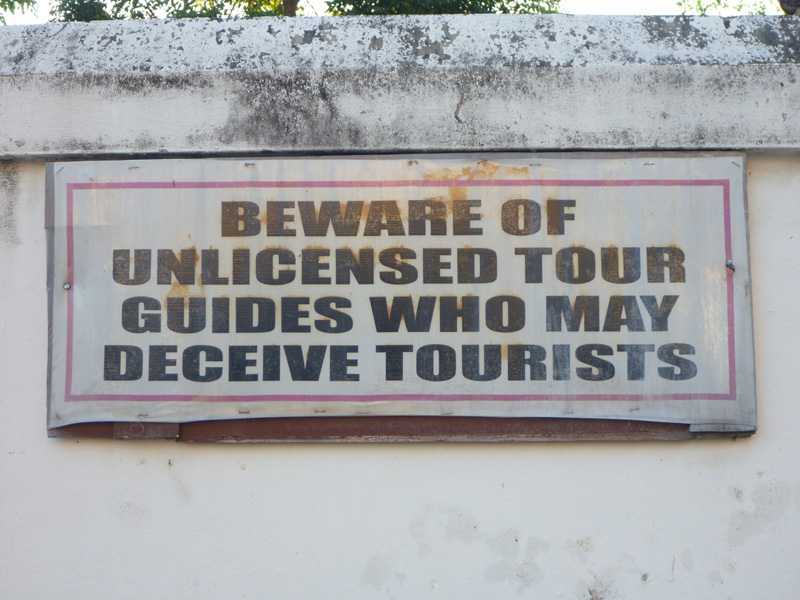 BEWARE OF
UNLICENSED TOUR
GUIDES WHO MAY
DECEIVE TOURISTS